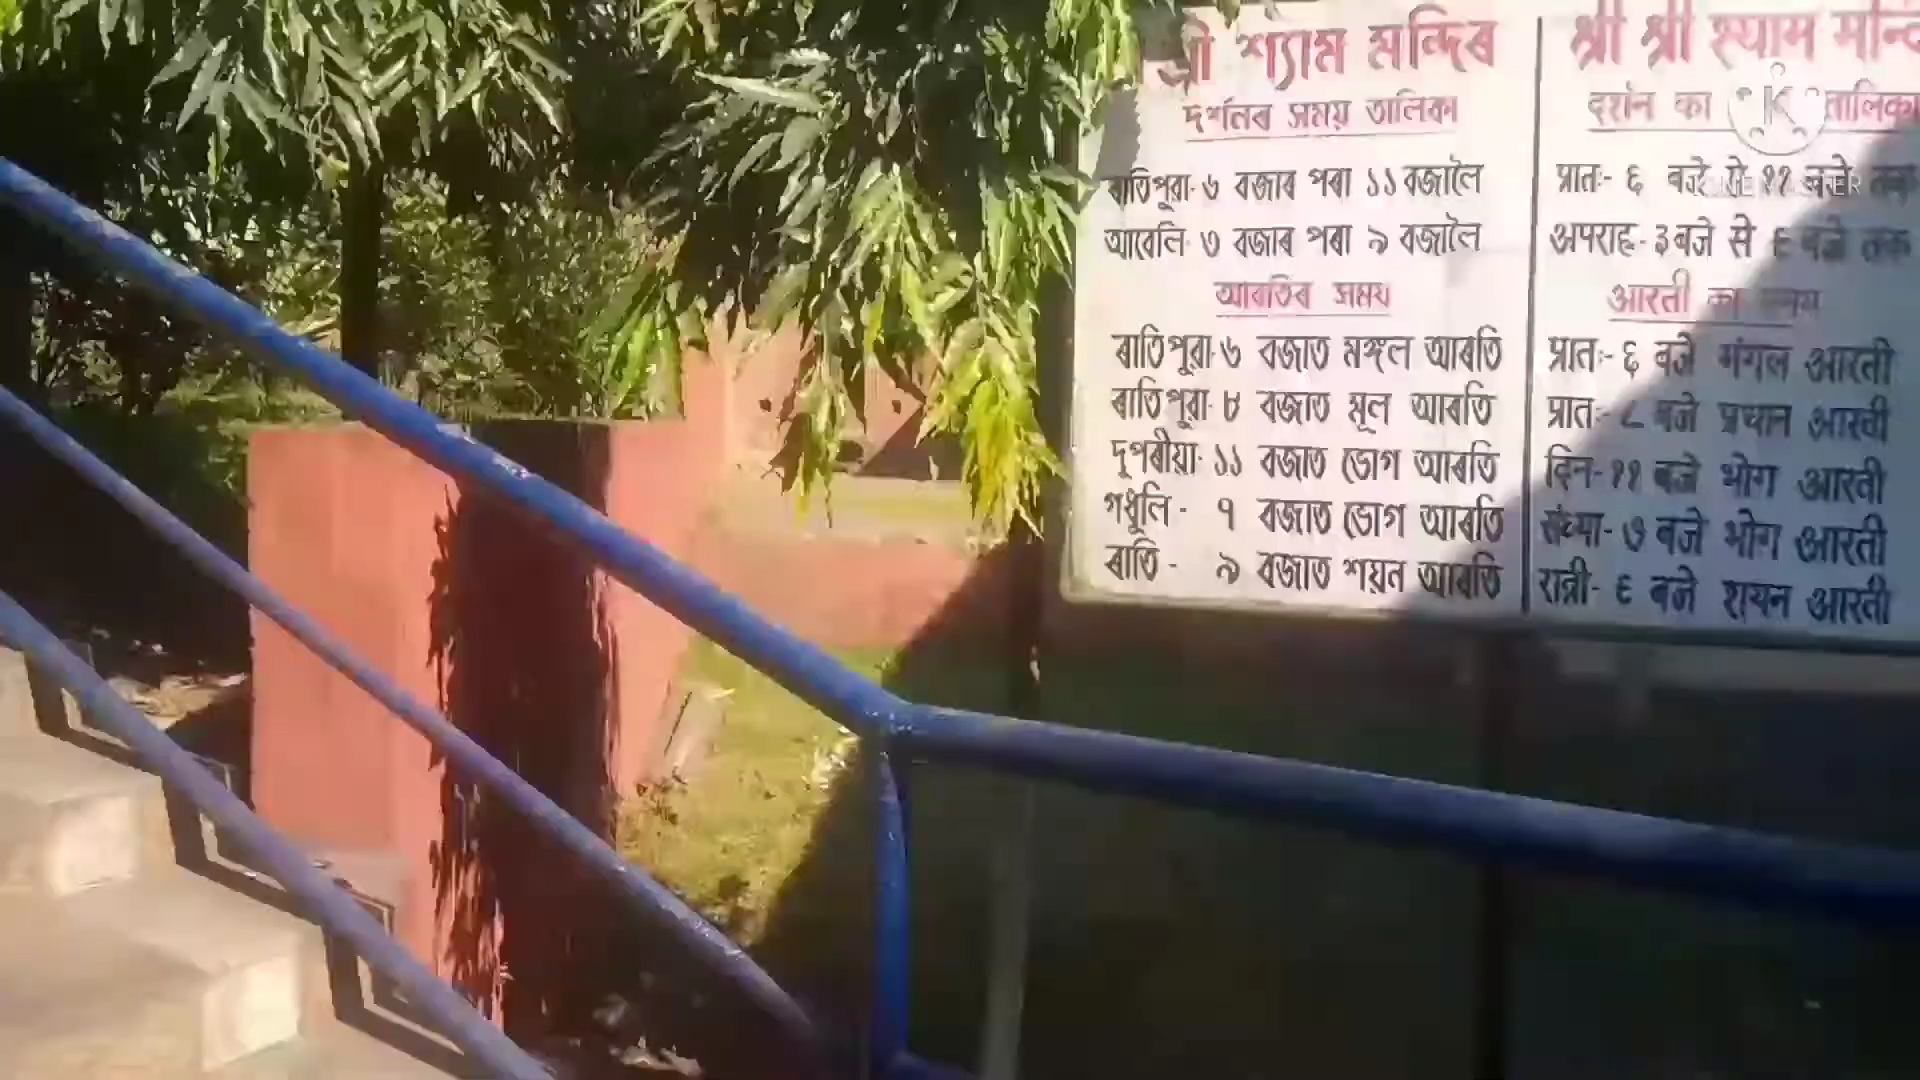 শ্রী শ্যাম মন্দিৰ
দৰ্শনৰ সময় তালিকা
ৰাতিপুৱা- ৬ বজাৰ পৰা ১১ বজালৈ
আবেলি- ৩ বজাৰ পৰা ৯ বজালৈ
আৰতিৰ সময়
ৰাতিপুৱা- ৬ বজাত মঙ্গল আৰতি
ৰাতিপুৱা- ৮ বজাত মূল আৰতি
দুপৰীয়া- ১১ বজাত ভোগ আৰতি
গধূলি - ৭ বজাত ভোগ আৰতি
ৰাতি - ৯ বজাত শয়ন আৰতি
श्री श्री श्याम
दर्शन का तालिका
प्रातः- ६ बजे से ११ बजे तक
अपराह्न- ३ बजे से ९ बजे तक
आरती का समय
प्रातः- ६ बजे मंगल आरती
प्रातः- ८ बजे प्रधान आरती
दिन- ११ बजे भोग आरती
संध्या- ७ बजे भोग आरती
रात्री- ९ बजे शयन आरती